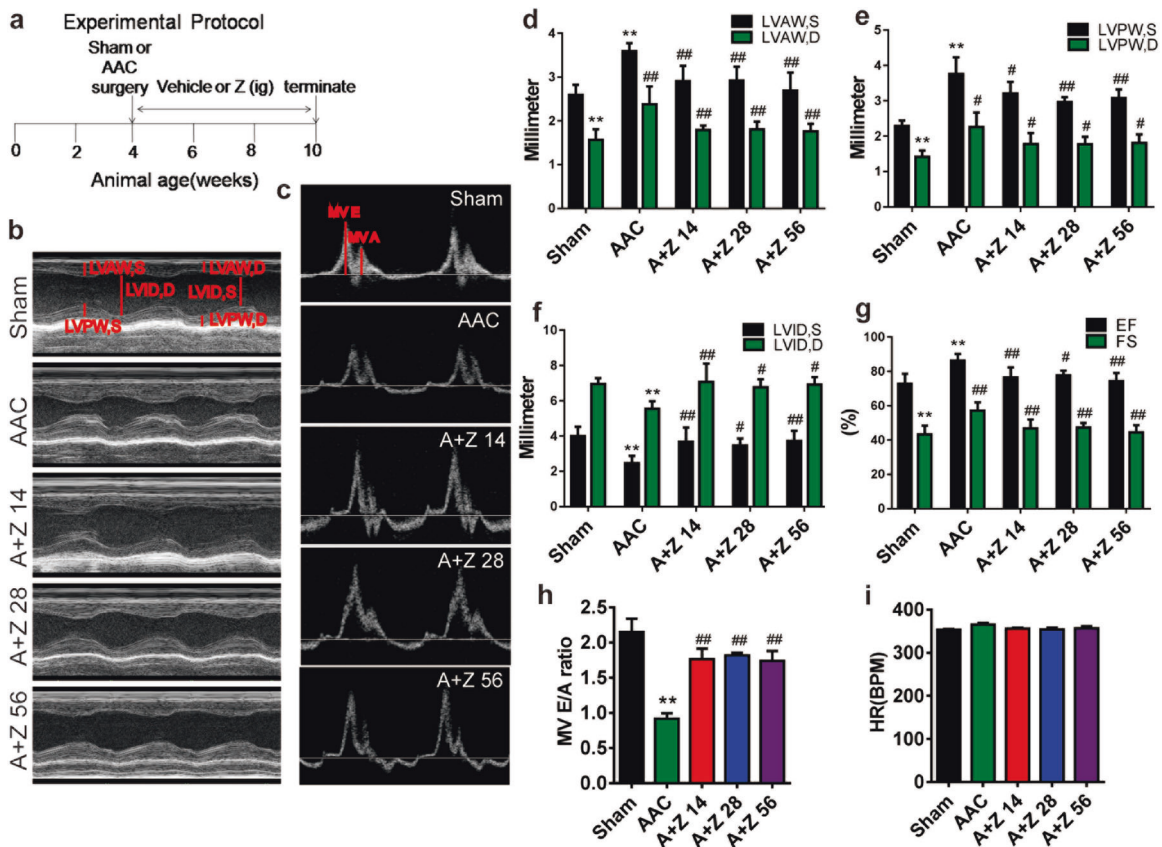 a
Experimental Protocol
Sham or
AAC
surgery Vehicle or Z (ig) terminate
0 2 4 6 8 10
Animal age(weeks)
b
Sham
LVAW,S
LVAW,D
LVID,D
LVID,S
LVPW,S
LVPW,D
AAC
A+Z 14
A+Z 28
A+Z 56
c
Sham
MVE
MVA
AAC
A+Z 14
A+Z 28
A+Z 56
d
LVAW,S
LVAW,D
Millimeter
4
3
2
1
0
** ** ## ## ## ## ## ## ##
Sham AAC A+Z 14 A+Z 28 A+Z 56
e
LVPW,S
LVPW,D
Millimeter
5
4
3
2
1
0
** ** # # # ## # ## #
Sham AAC A+Z 14 A+Z 28 A+Z 56
f
LVID,S
LVID,D
Millimeter
8
6
4
2
0
** ** ## ## # # ## #
Sham AAC A+Z 14 A+Z 28 A+Z 56
g
EF
FS
(%)
100
80
60
40
20
0
** ** ## ## ## # ## ## ##
Sham AAC A+Z 14 A+Z 28 A+Z 56
h
MV E/A ratio
2.5
2.0
1.5
1.0
0.5
0.0
** ## ## ##
Sham AAC A+Z 14 A+Z 28 A+Z 56
i
HR(BPM)
400
300
200
100
0
Sham AAC A+Z 14 A+Z 28 A+Z 56